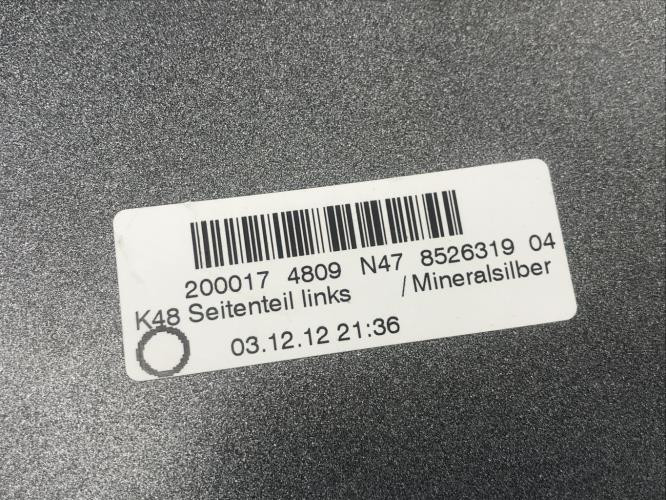 200017 4809 N47 8526319 04
K48 Seitenteil links / Mineralsilber
03.12.12 21:36